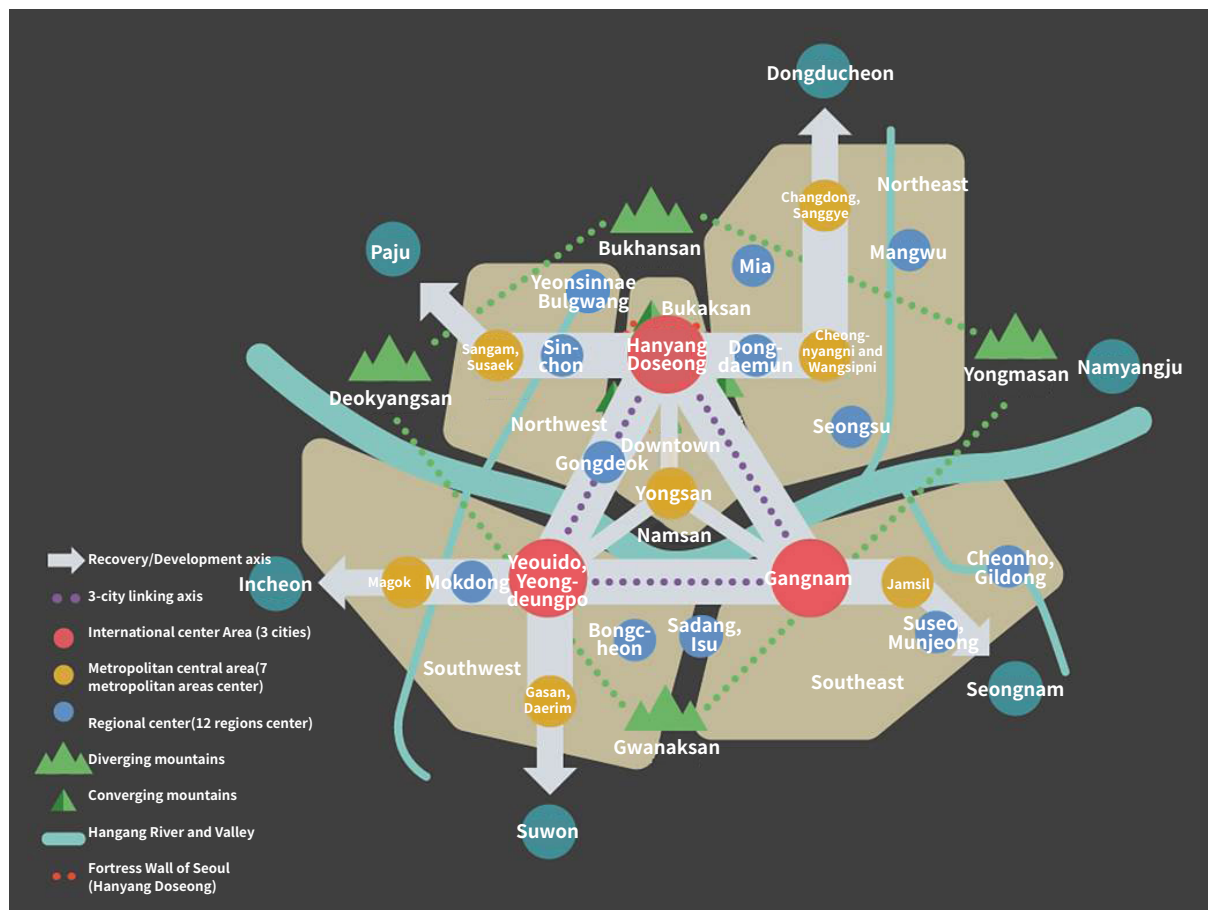 Dongducheon
Changdong,
Sanggye
Northeast
Bukhansan
Mangwu
Paju
Mia
Yeonsinnae
Bulgwang
Bukaksan
Sangam,
Susaek
Sin-
chon
Hanyang
Doseong
Dong-
daemun
Cheong-
nyangni and
Wangsipni
Yongmasan
Namyangju
Deokyangsan
Northwest
Seongsu
Downtown
Gongdeok
Yongsan
Namsan
Incheon
Magok
Mokdong
Yeouido,
Yeong-
deungpo
Gangnam
Jamsil
Cheonho,
Gildong
Bongc-
heon
Sadang,
Isu
Suseo,
Munjeong
Southwest
Southeast
Seongnam
Gasan,
Daerim
Gwanaksan
Suwon
Recovery/Development axis
3-city linking axis
International center Area (3 cities)
Metropolitan central area(7
metropolitan areas center)
Regional center(12 regions center)
Diverging mountains
Converging mountains
Hangang River and Valley
Fortress Wall of Seoul
(Hanyang Doseong)